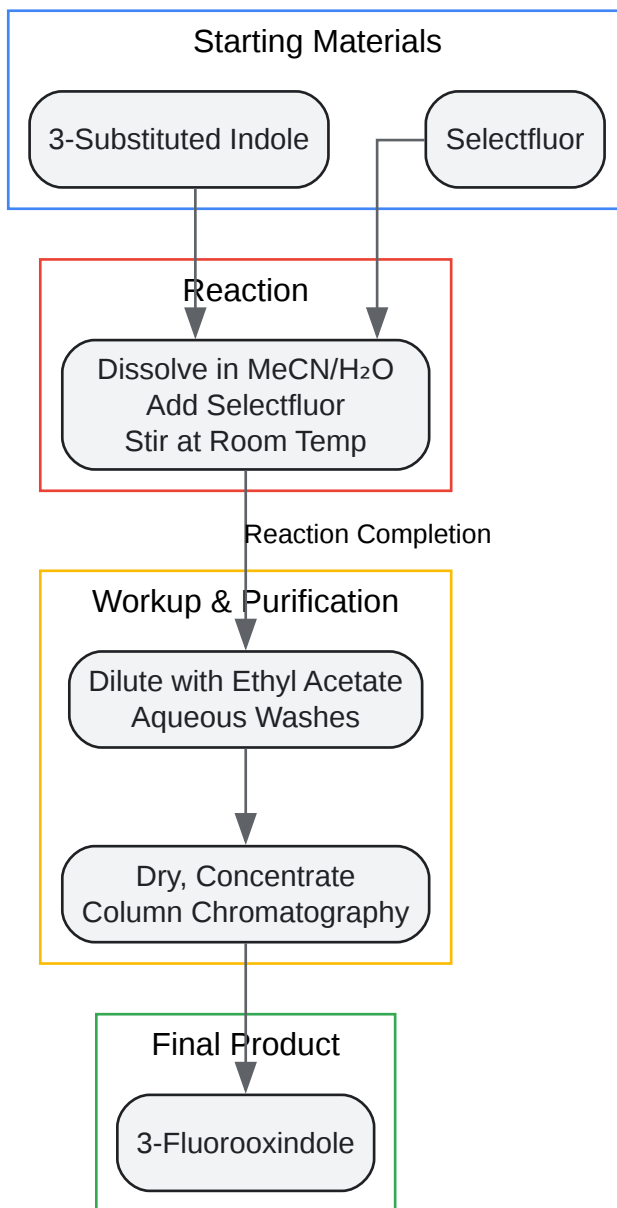 Starting Materials
3-Substituted Indole
Selectfluor
Reaction
Dissolve in MeCN/H₂O
Add Selectfluor
Stir at Room Temp
Reaction Completion
Workup & Purification
Dilute with Ethyl Acetate
Aqueous Washes
Dry, Concentrate
Column Chromatography
Final Product
3-Fluorooxindole